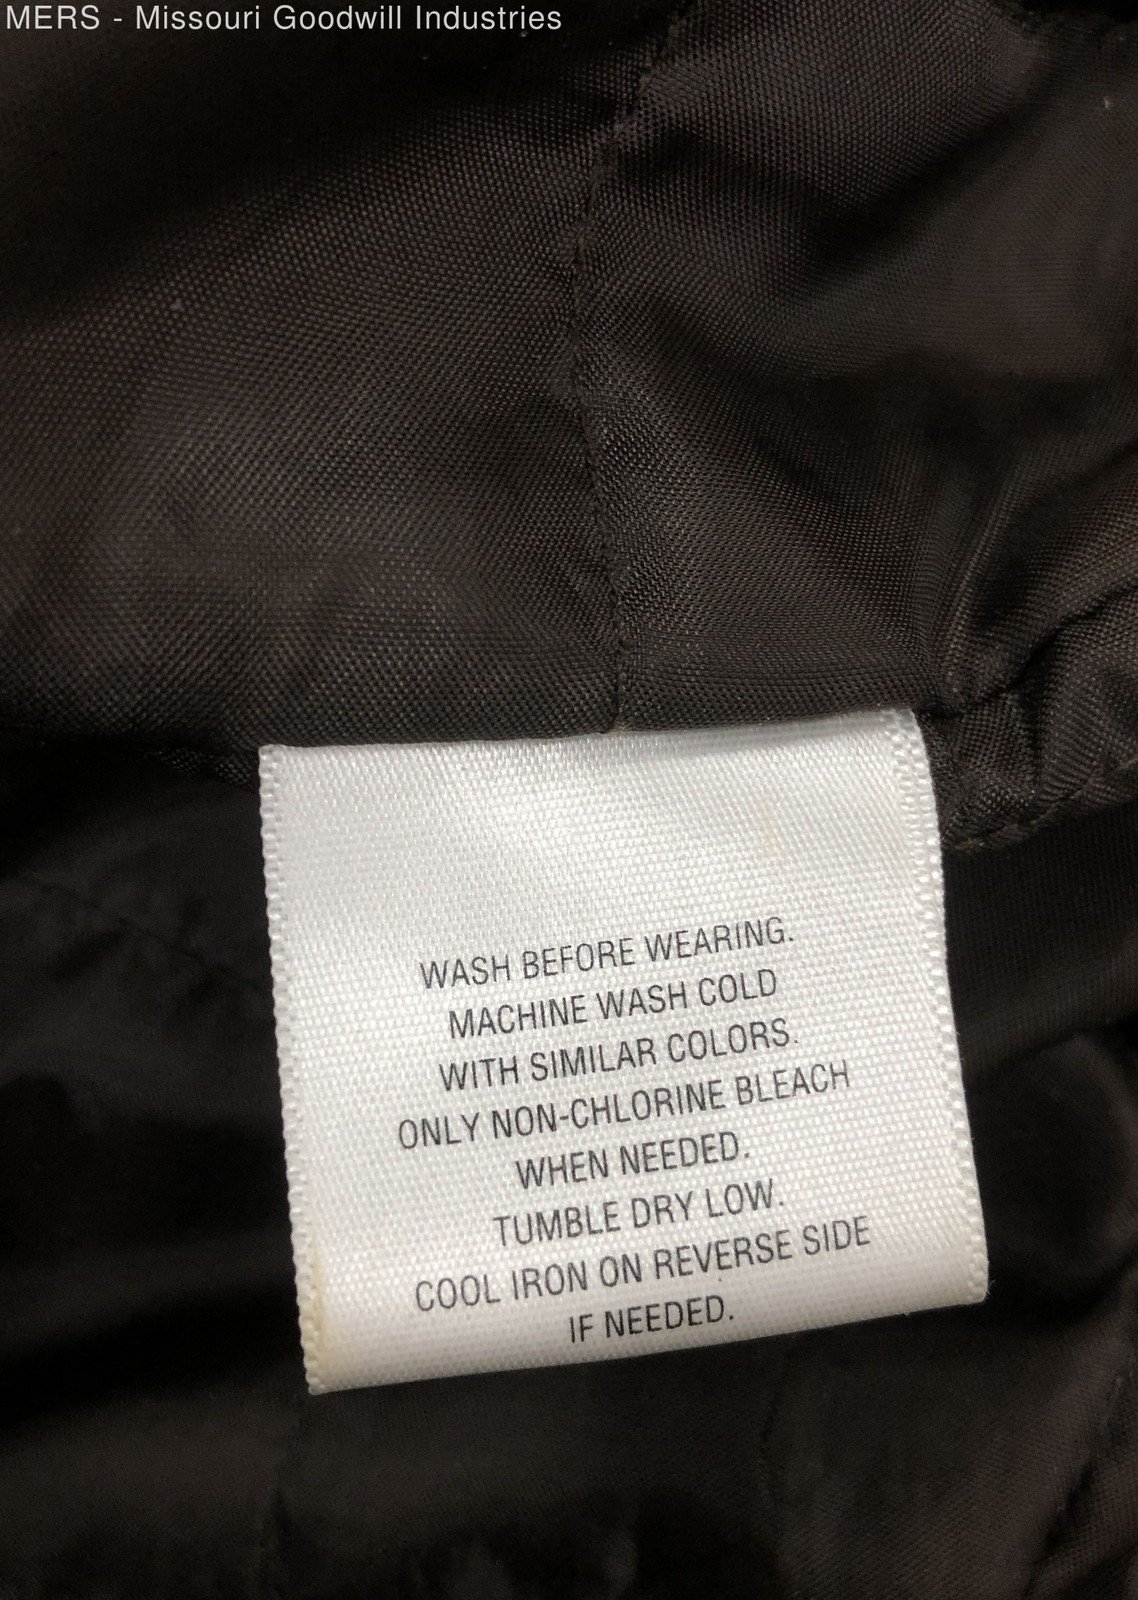 MERS - Missouri Goodwill Industries
WASH BEFORE WEARING.
MACHINE WASH COLD
WITH SIMILAR COLORS.
ONLY NON-CHLORINE BLEACH
WHEN NEEDED.
TUMBLE DRY LOW.
COOL IRON ON REVERSE SIDE
IF NEEDED.